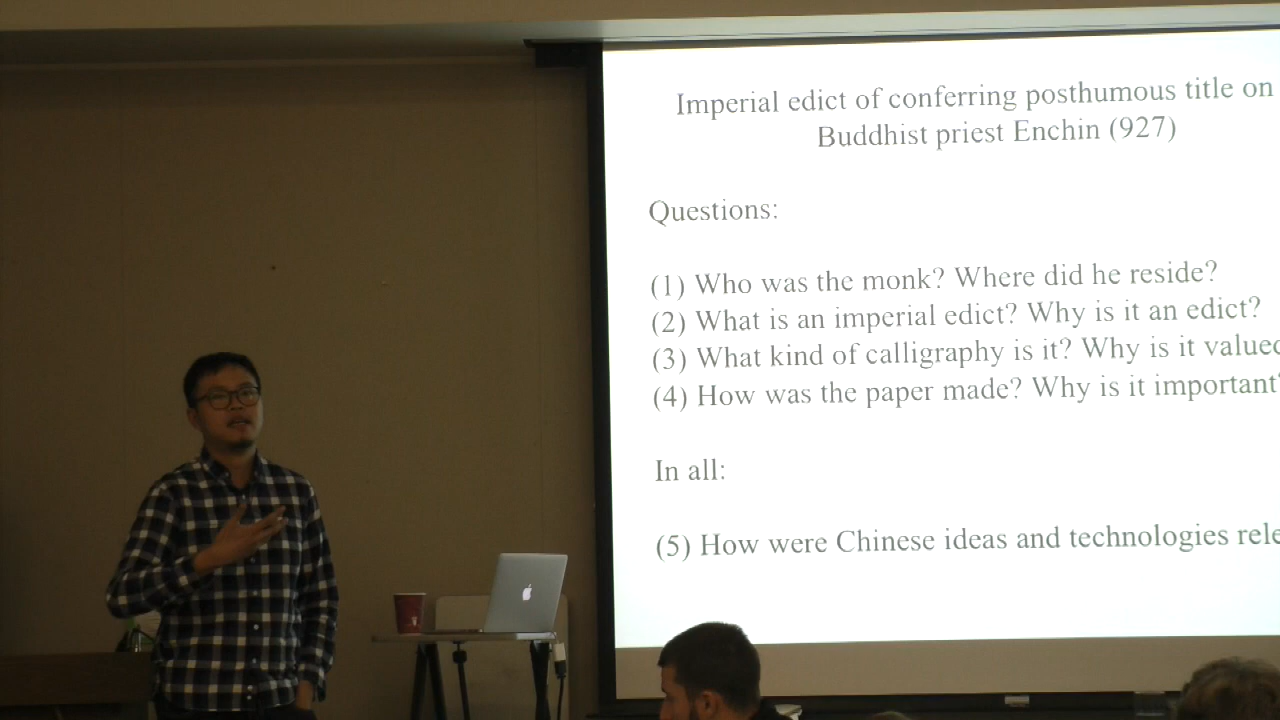 Imperial edict of conferring posthumous title on
Buddhist priest Enchin (927)
Questions:
(1) Who was the monk? Where did he reside?
(2) What is an imperial edict? Why is it an edict?
(3) What kind of calligraphy is it? Why is it valued
(4) How was the paper made? Why is it important?
In all:
(5) How were Chinese ideas and technologies rele